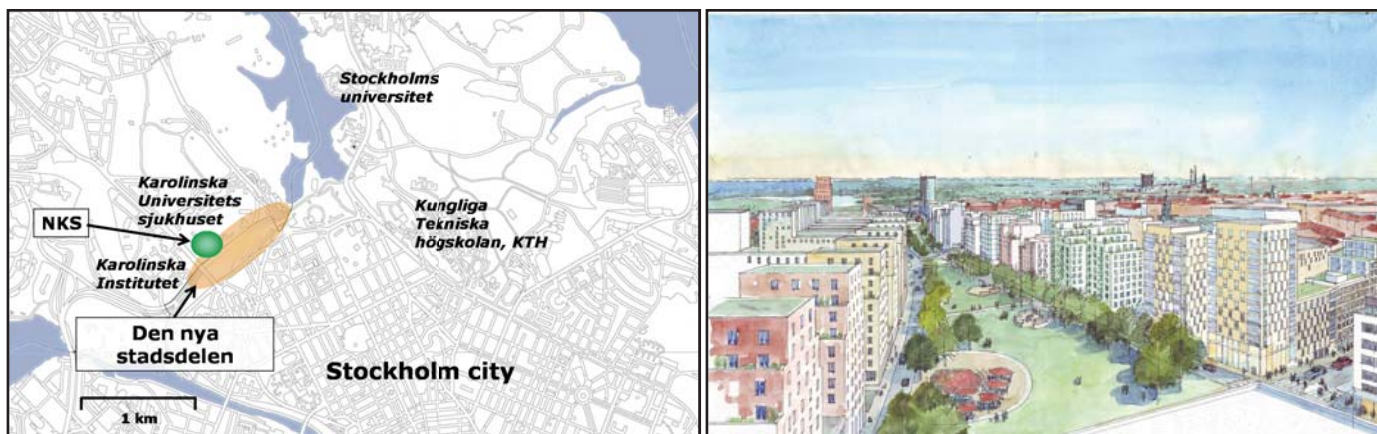 Stockholms
universitet
Karolinska
Universitets
sjukhuset
NKS
Kungliga
Tekniska
högskolan, KTH
Karolinska
Institutet
Den nya
stadsdelen
Stockholm city
1 km